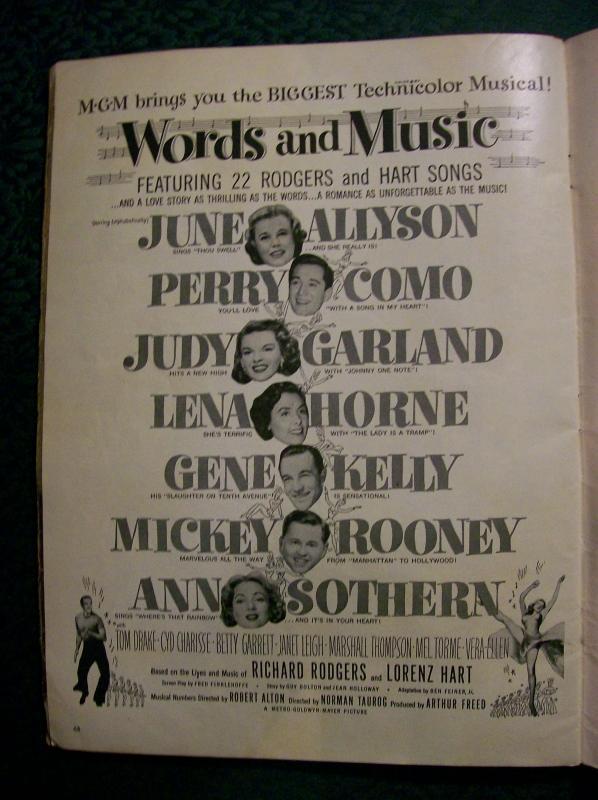 M-G-M brings you the BIGGEST Technicolor Musical!
Words and Music
FEATURING 22 RODGERS and HART SONGS
...AND A LOVE STORY AS THRILLING AS THE WORDS...A ROMANCE AS UNFORGETTABLE AS THE MUSIC!
(Starring alphabetically)
JUNE ALLYSON
SINGS "THOU SWELL" ...AND SHE REALLY IS!
PERRY COMO
YOU'LL LOVE "WITH A SONG IN MY HEART"!
JUDY GARLAND
HITS A NEW HIGH WITH "JOHNNY ONE NOTE"!
LENA HORNE
SHE'S TERRIFIC WITH "THE LADY IS A TRAMP"!
GENE KELLY
HIS "SLAUGHTER ON TENTH AVENUE" IS SENSATIONAL!
MICKEY ROONEY
MARVELOUS ALL THE WAY FROM "MANHATTAN" TO HOLLYWOOD!
ANN SOTHERN
SINGS "WHERE'S THAT RAINBOW" ...AND IT'S IN YOUR HEART!
with
TOM DRAKE · CYD CHARISSE · BETTY GARRETT · JANET LEIGH · MARSHALL THOMPSON · MEL TORME · VERA-ELLEN
Based on the Lives and Music of RICHARD RODGERS and LORENZ HART
Screen Play by FRED FINKLEHOFFE • Story by GUY BOLTON and JEAN HOLLOWAY • Adaptation by BEN FEINER, Jr.
Musical Numbers Directed by ROBERT ALTON Directed by NORMAN TAUROG Produced by ARTHUR FREED
A METRO-GOLDWYN-MAYER PICTURE